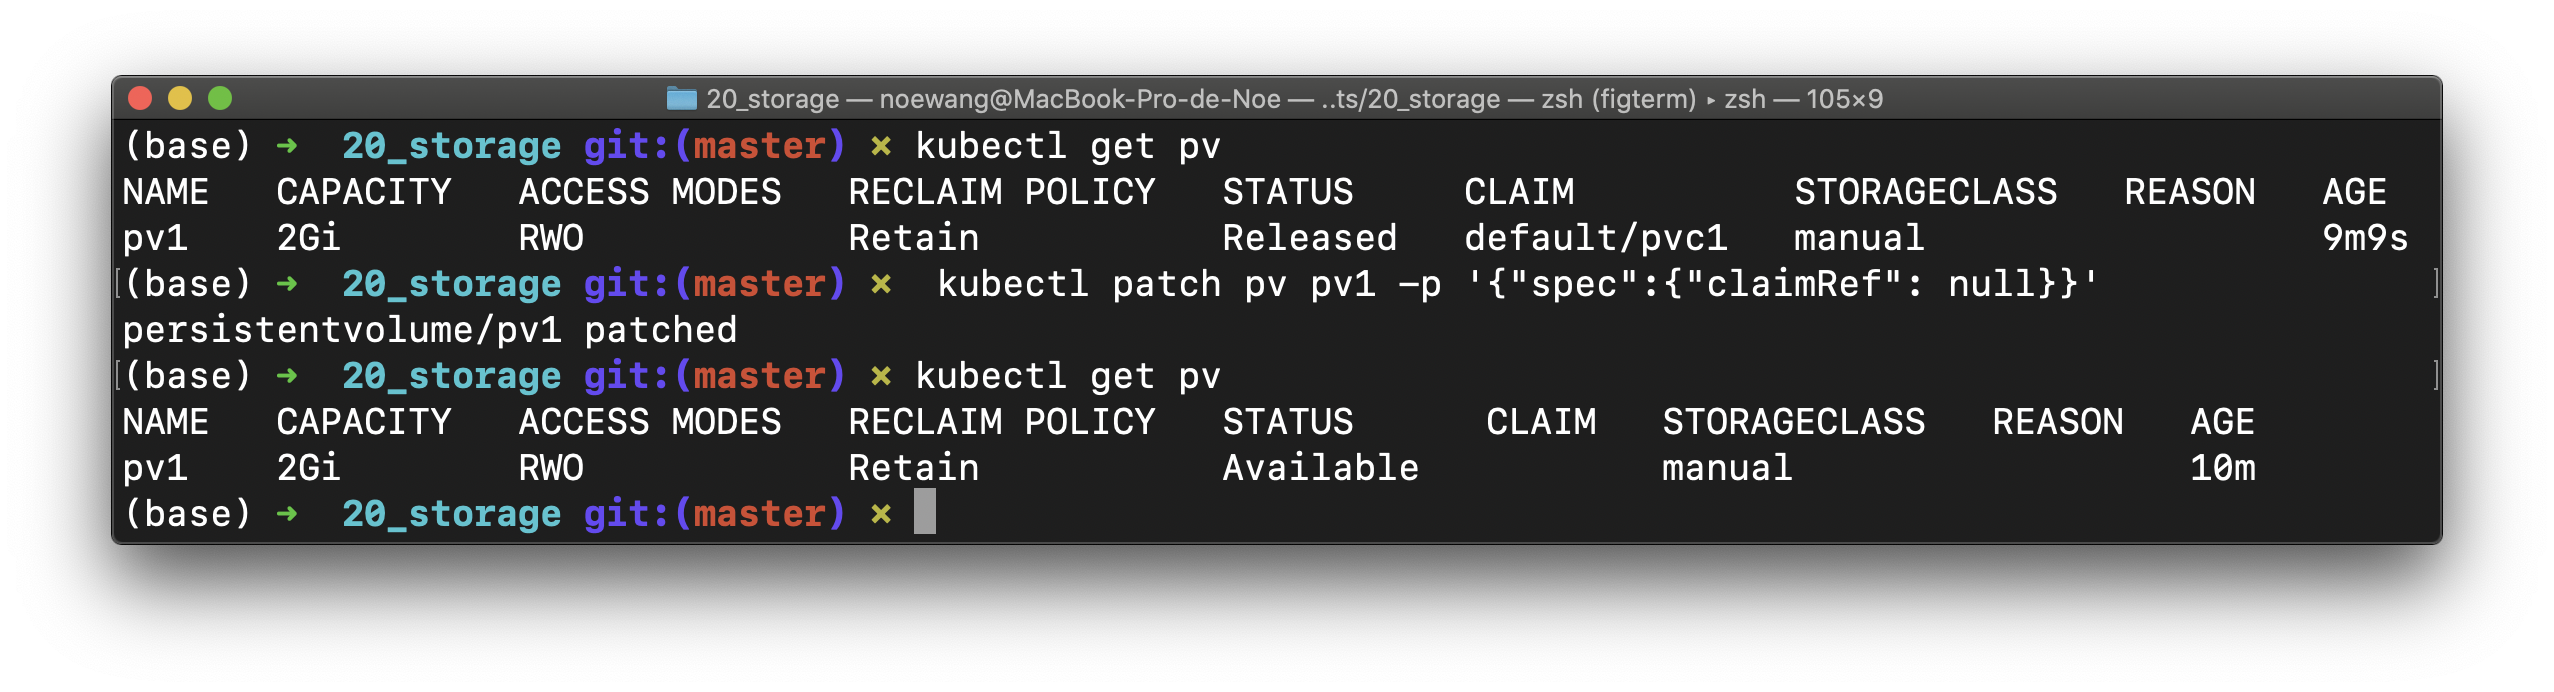 20_storage — noewang@MacBook-Pro-de-Noe — ..ts/20_storage — zsh (figterm) ▸ zsh — 105×9
(base) ➜  20_storage git:(master) ✗ kubectl get pv
NAME   CAPACITY   ACCESS MODES   RECLAIM POLICY   STATUS     CLAIM          STORAGECLASS   REASON   AGE
pv1    2Gi        RWO            Retain           Released   default/pvc1   manual                  9m9s
(base) ➜  20_storage git:(master) ✗  kubectl patch pv pv1 -p '{"spec":{"claimRef": null}}'
persistentvolume/pv1 patched
(base) ➜  20_storage git:(master) ✗ kubectl get pv
NAME   CAPACITY   ACCESS MODES   RECLAIM POLICY   STATUS      CLAIM   STORAGECLASS   REASON   AGE
pv1    2Gi        RWO            Retain           Available           manual                  10m
(base) ➜  20_storage git:(master) ✗